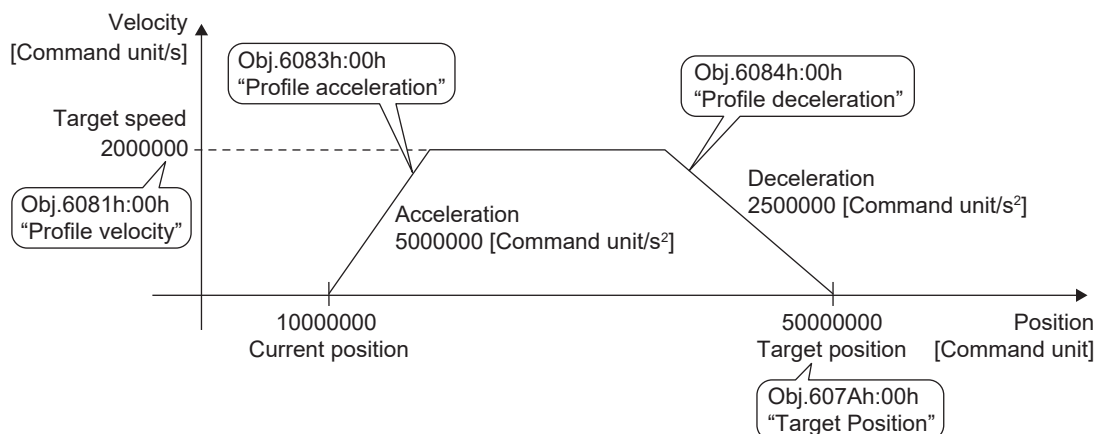 Velocity
[Command unit/s]
Obj.6083h:00h
“Profile acceleration”
Obj.6084h:00h
“Profile deceleration”
Target speed
2000000
Obj.6081h:00h
“Profile velocity”
Acceleration
5000000 [Command unit/s²]
Deceleration
2500000 [Command unit/s²]
10000000
Current position
50000000
Target position
Position
[Command unit]
Obj.607Ah:00h
“Target Position”